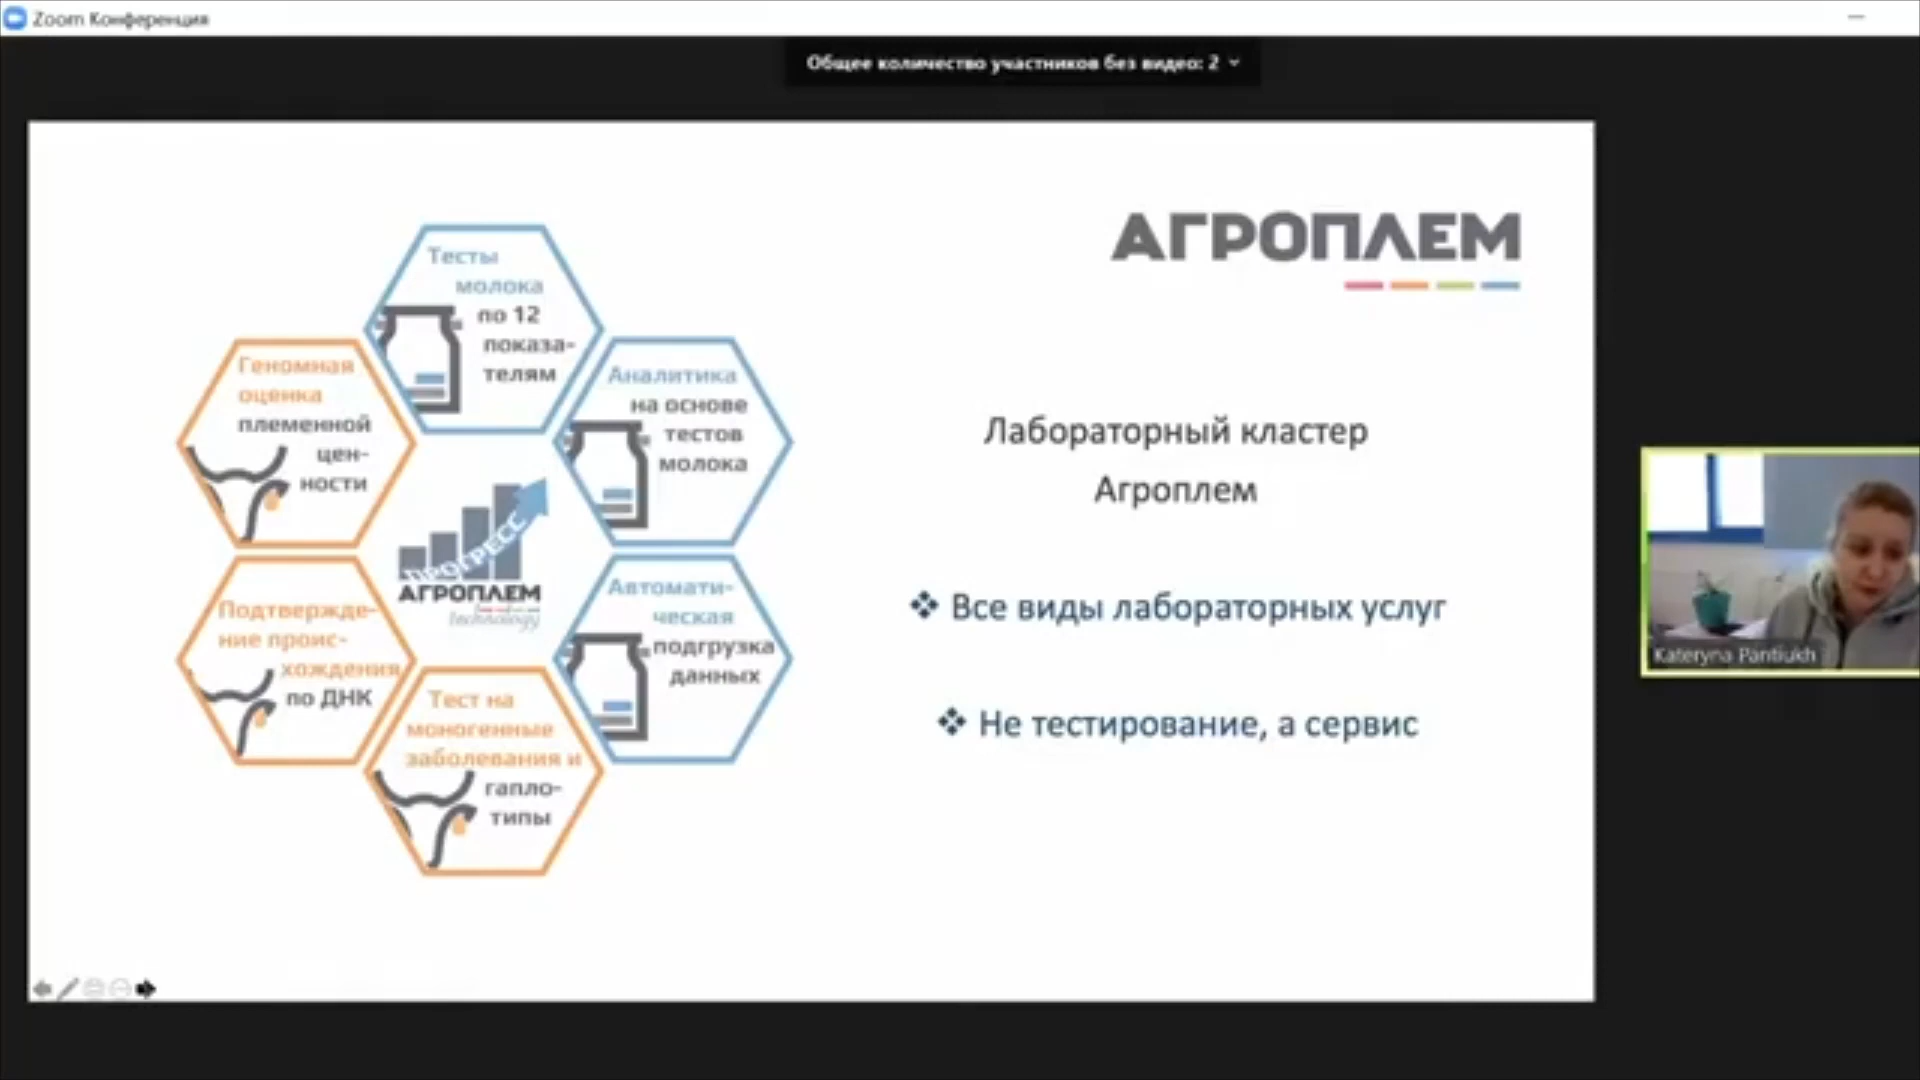 Zoom Конференция
Общее количество участников без видео: 2
АГРОПЛЕМ
Тесты
молока
по 12
показа-
телям
Геномная
оценка
племенной
цен-
ности
Аналитика
на основе
тестов
молока
ПРОГРЕСС
АГРОПЛЕМ
technology
Подтвержде-
ние проис-
хождения
по ДНК
Автомати-
ческая
подгрузка
данных
Тест на
моногенные
заболевания и
гапло-
типы
Лабораторный кластер
Агроплем
❖ Все виды лабораторных услуг
❖ Не тестирование, а сервис
Kateryna Pantiukh